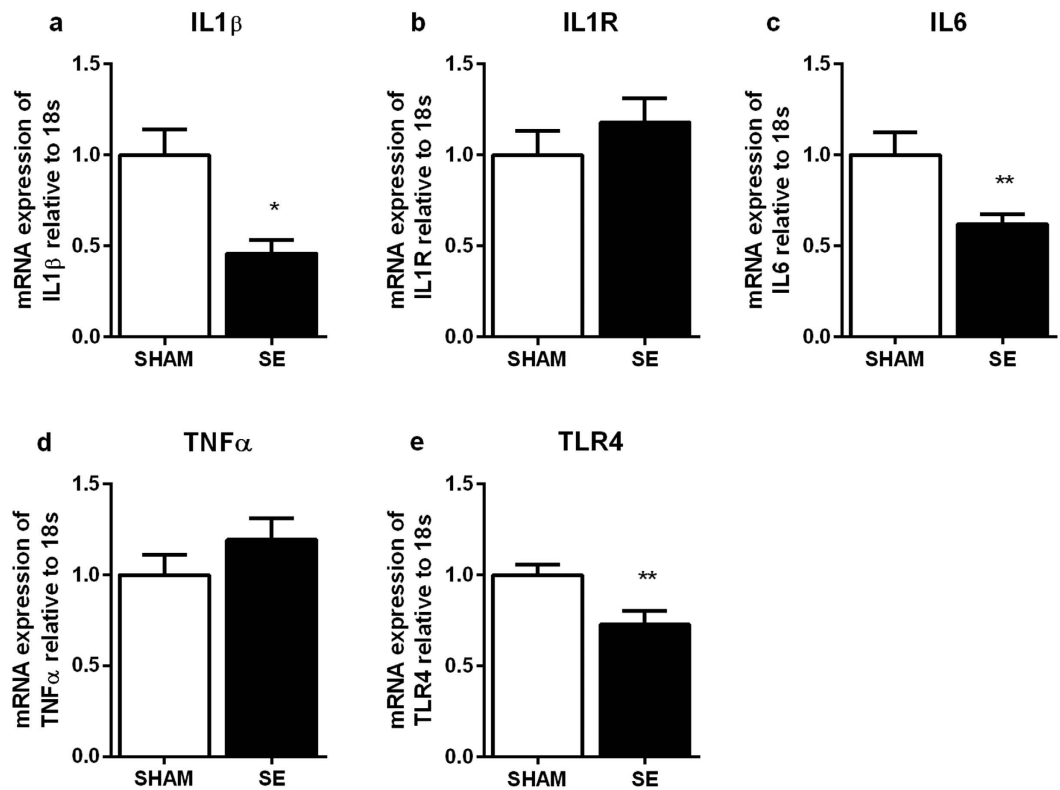 a
IL1β
mRNA expression of
IL1β relative to 18s
1.5
1.0
0.5
0.0
*
SHAM
SE
b
IL1R
mRNA expression of
IL1R relative to 18s
1.5
1.0
0.5
0.0
SHAM
SE
c
IL6
mRNA expression of
IL6 relative to 18s
1.5
1.0
0.5
0.0
**
SHAM
SE
d
TNFα
mRNA expression of
TNFα relative to 18s
1.5
1.0
0.5
0.0
SHAM
SE
e
TLR4
mRNA expression of
TLR4 relative to 18s
1.5
1.0
0.5
0.0
**
SHAM
SE